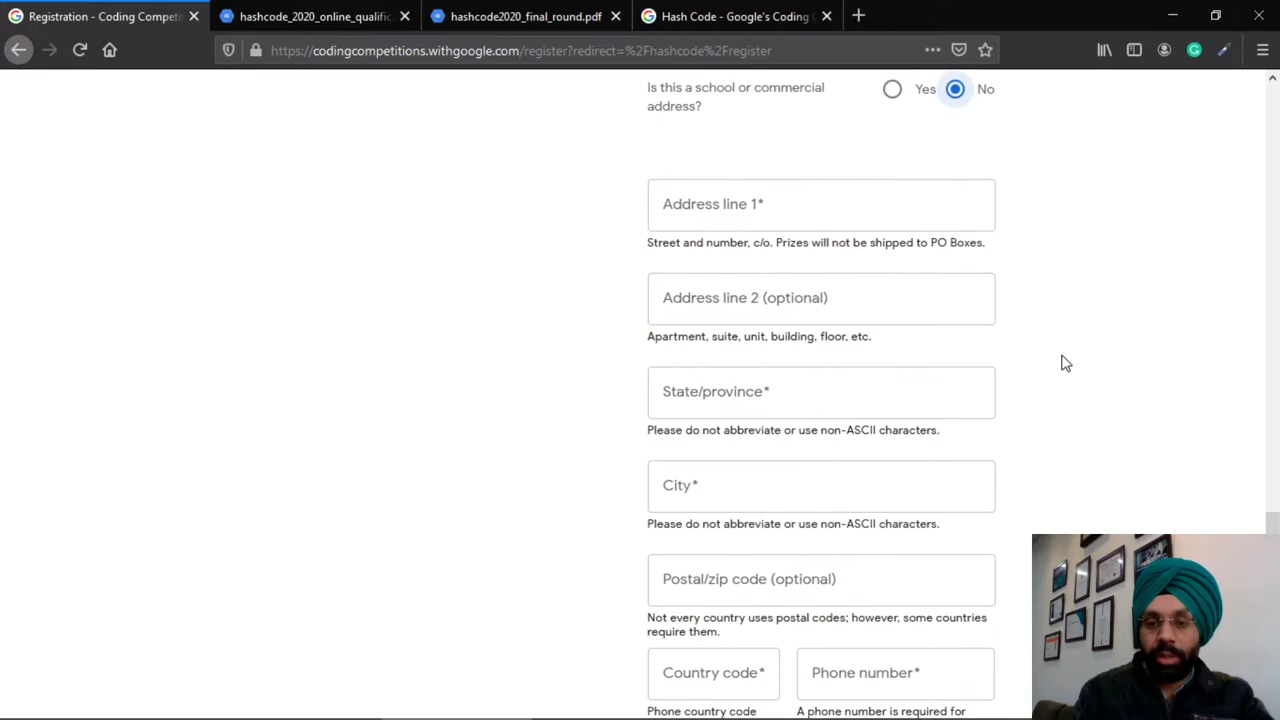 Registration - Coding Competi
hashcode_2020_online_qualific
hashcode2020_final_round.pdf
Hash Code - Google's Coding C
https://codingcompetitions.withgoogle.com/register?redirect=%2Fhashcode%2Fregister
Is this a school or commercial
address?
Yes
No
Address line 1*
Street and number, c/o. Prizes will not be shipped to PO Boxes.
Address line 2 (optional)
Apartment, suite, unit, building, floor, etc.
State/province*
Please do not abbreviate or use non-ASCII characters.
City*
Please do not abbreviate or use non-ASCII characters.
Postal/zip code (optional)
Not every country uses postal codes; however, some countries
require them.
Country code*
Phone number*
Phone country code
A phone number is required for